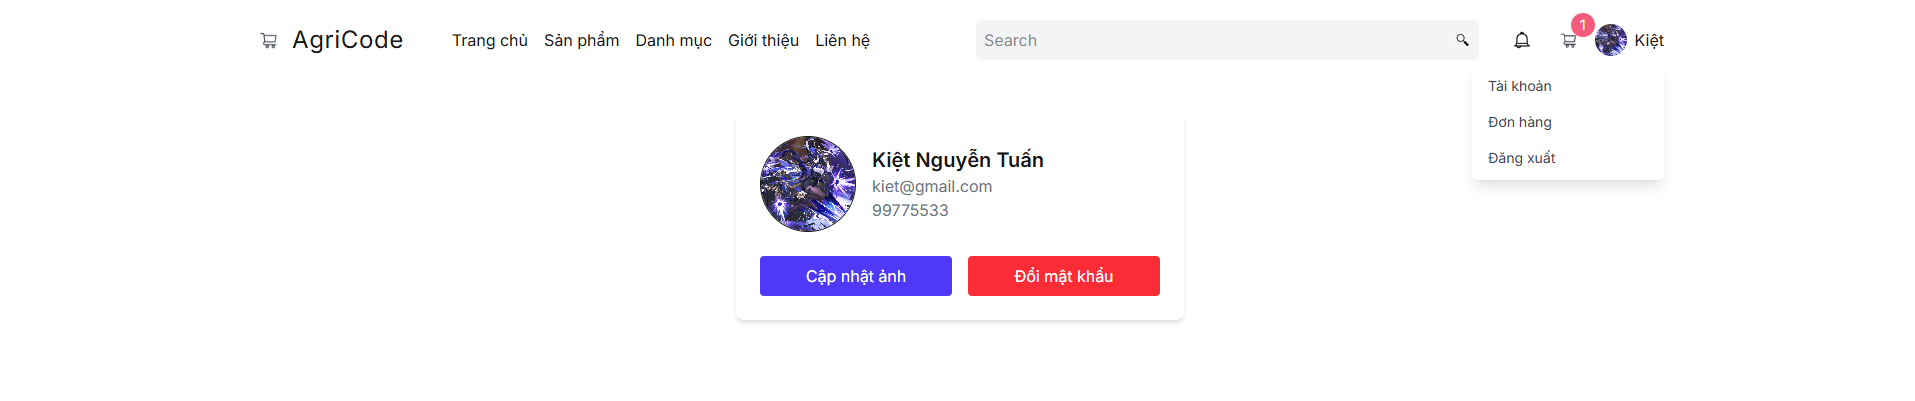 AgriCode Trang chủ Sản phẩm Danh mục Giới thiệu Liên hệ Search 1 Kiệt
Tài khoản
Đơn hàng
Đăng xuất
Kiệt Nguyễn Tuấn
kiet@gmail.com
99775533
Cập nhật ảnh Đổi mật khẩu